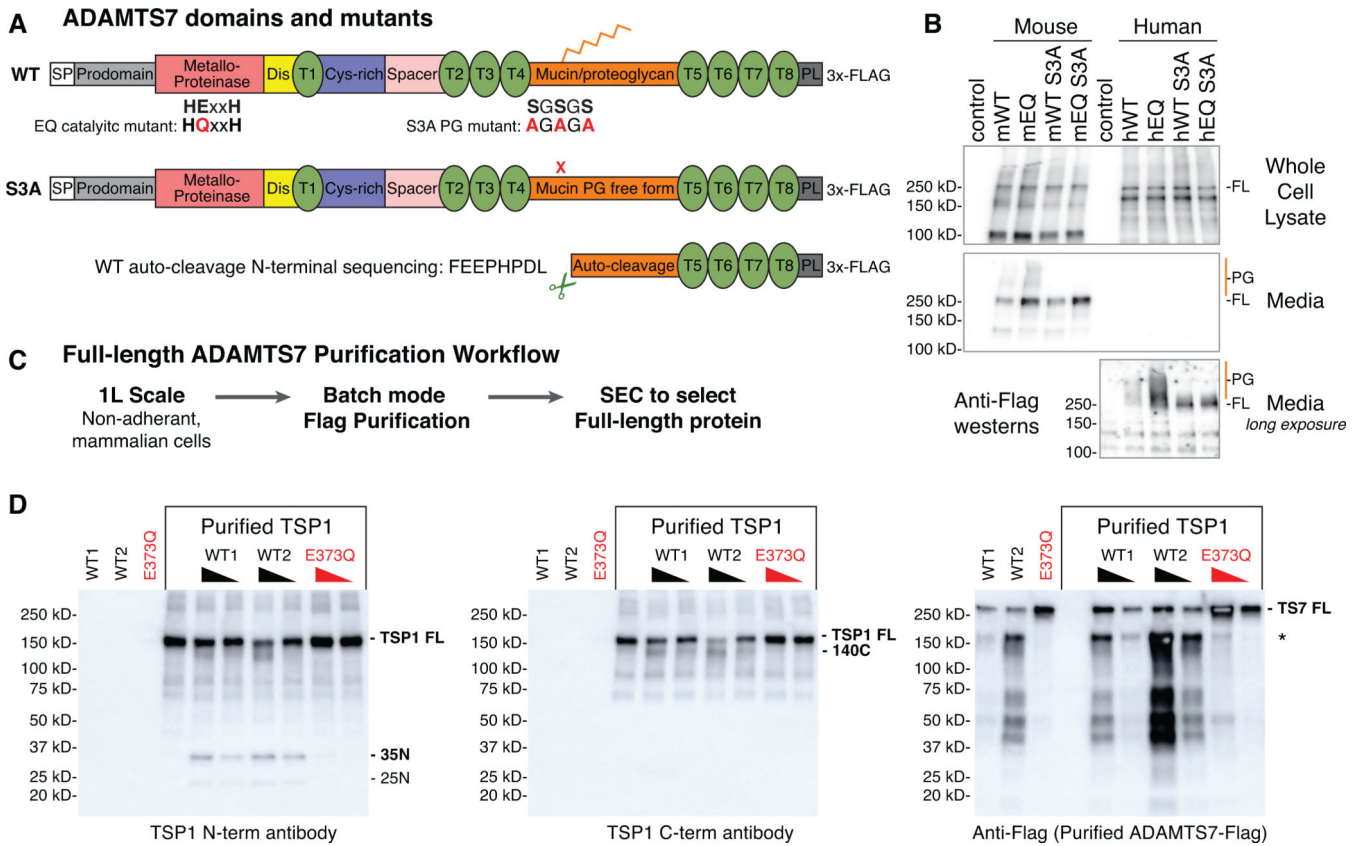 A ADAMTS7 domains and mutants
WT SP Prodomain Metallo-Proteinase Dis T1 Cys-rich Spacer T2 T3 T4 Mucin/proteoglycan T5 T6 T7 T8 PL 3x-FLAG
HExxH SGSGS
EQ catalyitc mutant: HQxxH S3A PG mutant: AGAGA
X
S3A SP Prodomain Metallo-Proteinase Dis T1 Cys-rich Spacer T2 T3 T4 Mucin PG free form T5 T6 T7 T8 PL 3x-FLAG
WT auto-cleavage N-terminal sequencing: FEEPHPDL Auto-cleavage T5 T6 T7 T8 PL 3x-FLAG
B Mouse Human
control mWT mEQ mWT S3A mEQ S3A control hWT hEQ hWT S3A hEQ S3A
250 kD- -FL
150 kD-
100 kD-
Whole
Cell
Lysate
-PG
250 kD- -FL Media
150 kD-
100 kD-
-PG
250- -FL Media
150- long exposure
100-
Anti-Flag
westerns
C Full-length ADAMTS7 Purification Workflow
1L Scale Batch mode SEC to select
Non-adherant, Flag Purification Full-length protein
mammalian cells
D
Purified TSP1
WT1 WT2 E373Q WT1 WT2 E373Q
250 kD-
150 kD- - TSP1 FL
100 kD-
75 kD-
50 kD-
37 kD- - 35N
25 kD- - 25N
20 kD-
TSP1 N-term antibody
Purified TSP1
WT1 WT2 E373Q WT1 WT2 E373Q
250 kD-
150 kD- - TSP1 FL
- 140C
100 kD-
75 kD-
50 kD-
37 kD-
25 kD-
20 kD-
TSP1 C-term antibody
Purified TSP1
WT1 WT2 E373Q WT1 WT2 E373Q
250 kD- - TS7 FL
150 kD- *
100 kD-
75 kD-
50 kD-
37 kD-
25 kD-
20 kD-
Anti-Flag (Purified ADAMTS7-Flag)